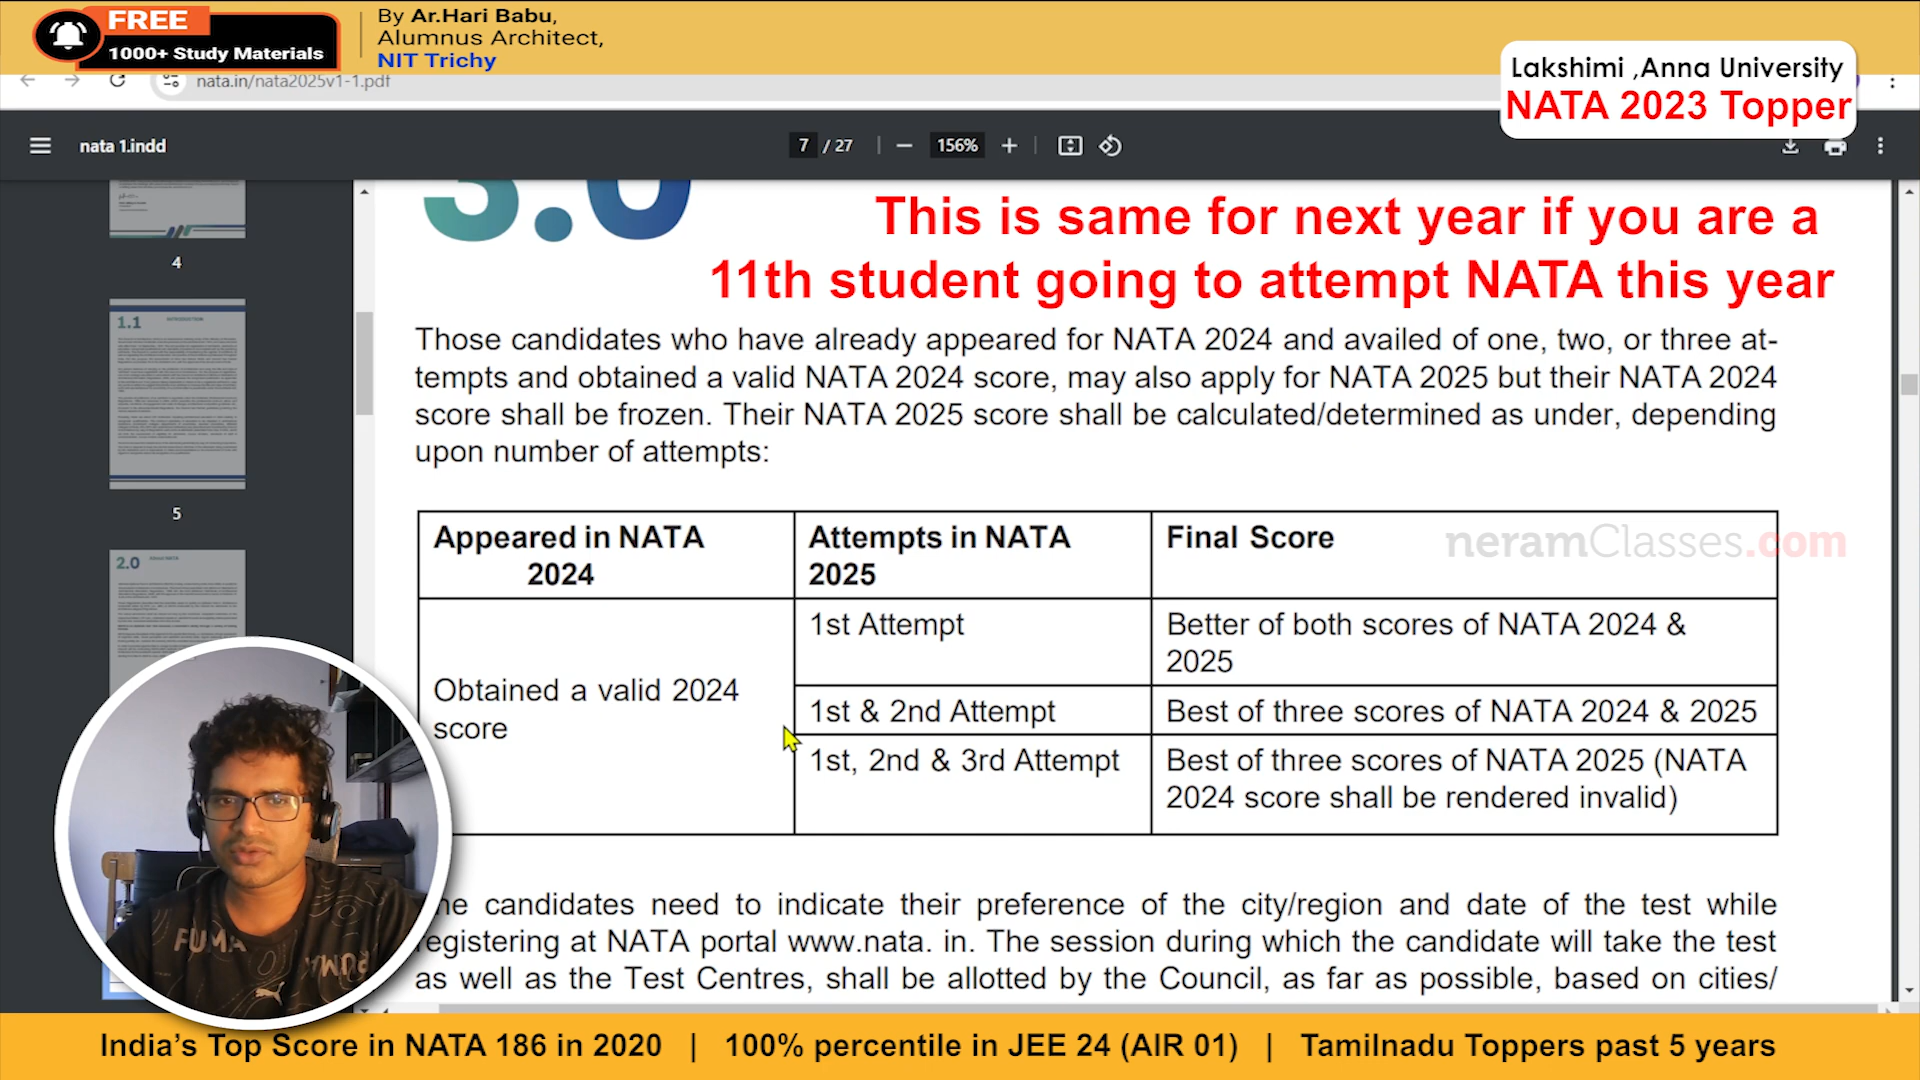 FREE
1000+ Study Materials
By Ar.Hari Babu,
Alumnus Architect,
NIT Trichy
Lakshimi ,Anna University
NATA 2023 Topper
nata.in/nata2025v1-1.pdf
nata 1.indd
7 / 27
156%
4
1.1
INTRODUCTION
5
2.0
3.0
This is same for next year if you are a
11th student going to attempt NATA this year
Those candidates who have already appeared for NATA 2024 and availed of one, two, or three at-
tempts and obtained a valid NATA 2024 score, may also apply for NATA 2025 but their NATA 2024
score shall be frozen. Their NATA 2025 score shall be calculated/determined as under, depending
upon number of attempts:
Appeared in NATA
2024
Attempts in NATA
2025
Final Score
neramClasses.com
Obtained a valid 2024
score
1st Attempt
Better of both scores of NATA 2024 &
2025
1st & 2nd Attempt
Best of three scores of NATA 2024 & 2025
1st, 2nd & 3rd Attempt
Best of three scores of NATA 2025 (NATA
2024 score shall be rendered invalid)
candidates need to indicate their preference of the city/region and date of the test while
registering at NATA portal www.nata. in. The session during which the candidate will take the test
as well as the Test Centres, shall be allotted by the Council, as far as possible, based on cities/
India's Top Score in NATA 186 in 2020 | 100% percentile in JEE 24 (AIR 01) | Tamilnadu Toppers past 5 years